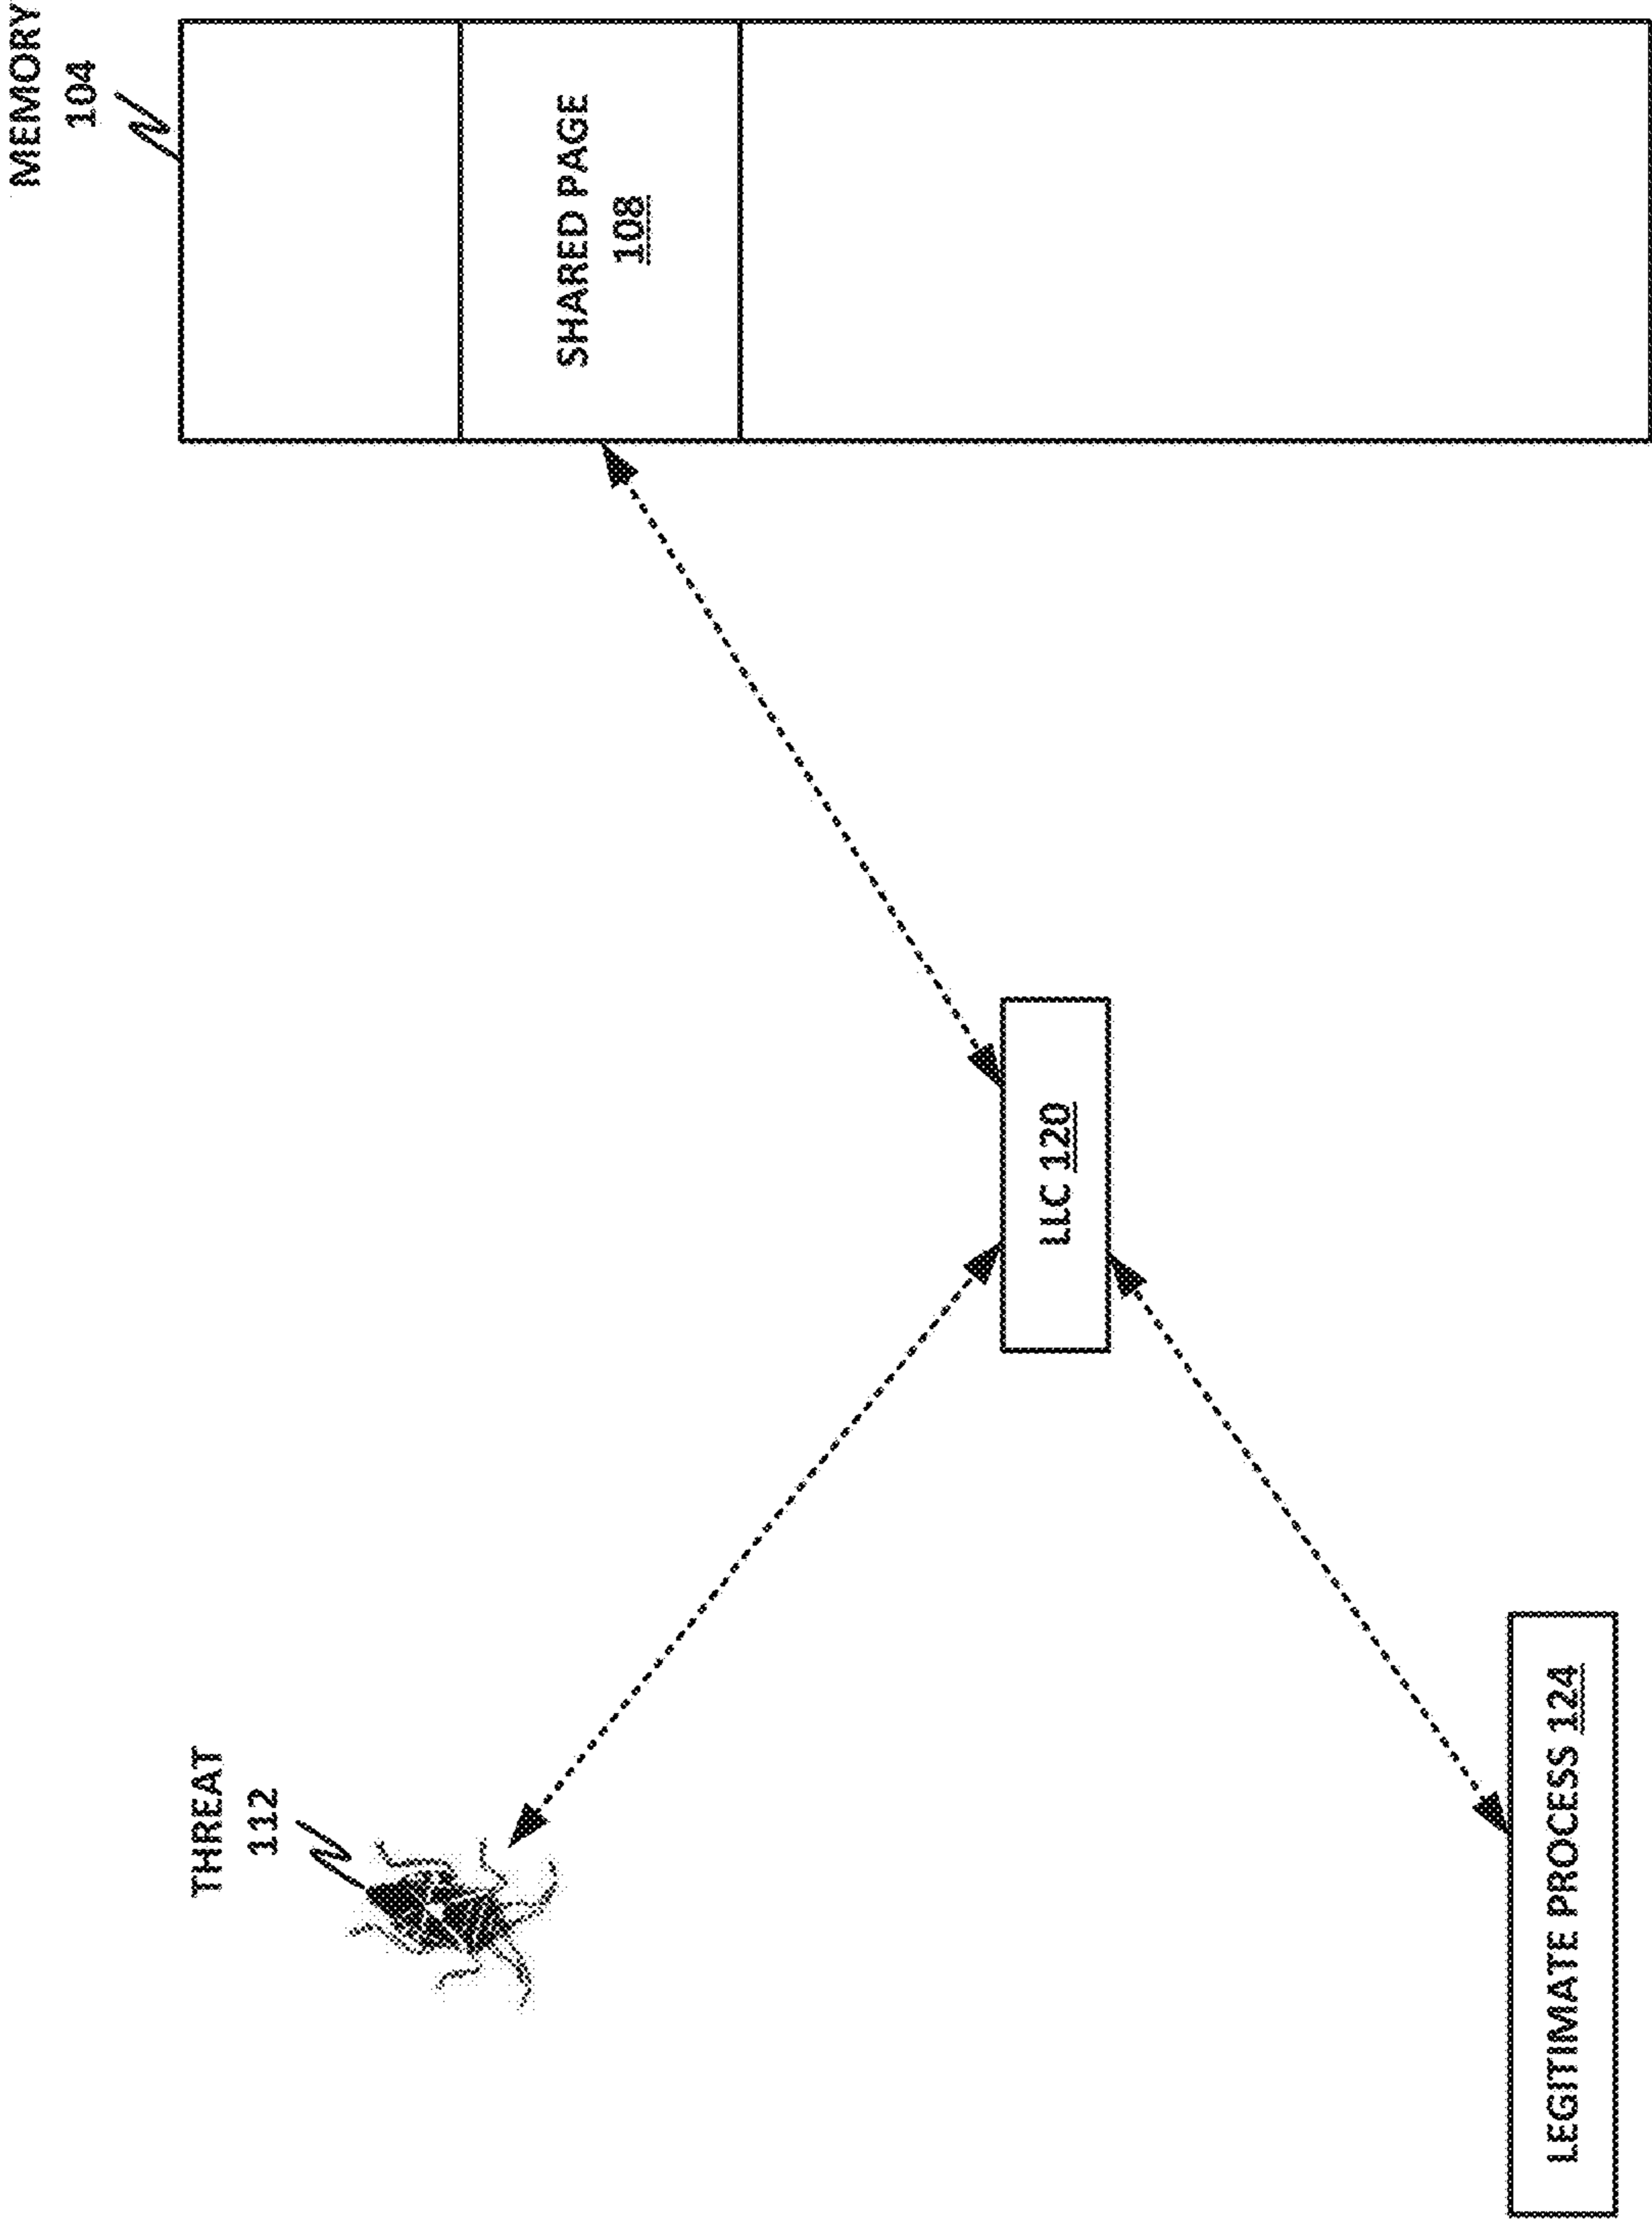 MEMORY
104
SHARED PAGE
108
THREAT
112
LLC 120
LEGITIMATE PROCESS 124